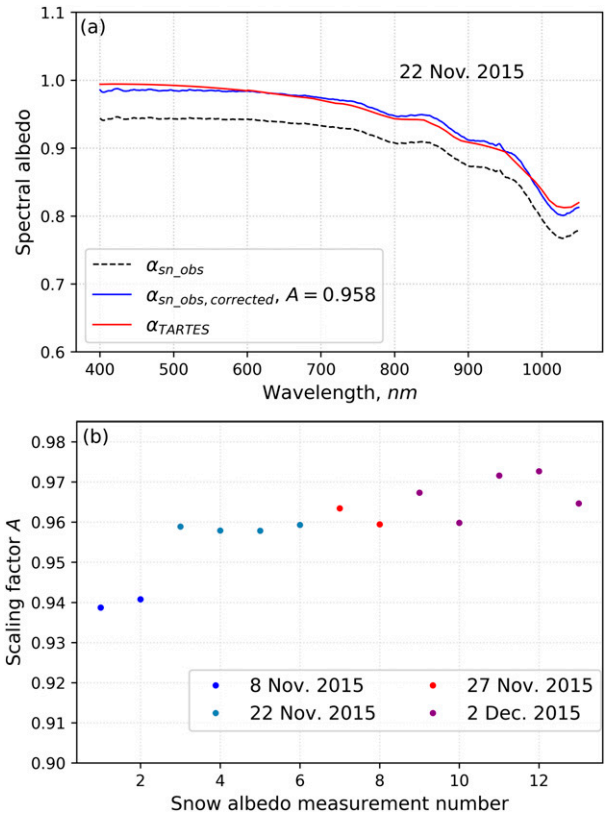 (a)
22 Nov. 2015
Spectral albedo
1.0
0.9
0.8
0.7
0.6
α_sn_obs
α_sn_obs,corrected, A = 0.958
α_TARTES
400 500 600 700 800 900 1000
Wavelength, nm
(b)
Scaling factor A
0.98
0.97
0.96
0.95
0.94
0.93
0.92
0.91
0.90
8 Nov. 2015
22 Nov. 2015
27 Nov. 2015
2 Dec. 2015
2 4 6 8 10 12
Snow albedo measurement number